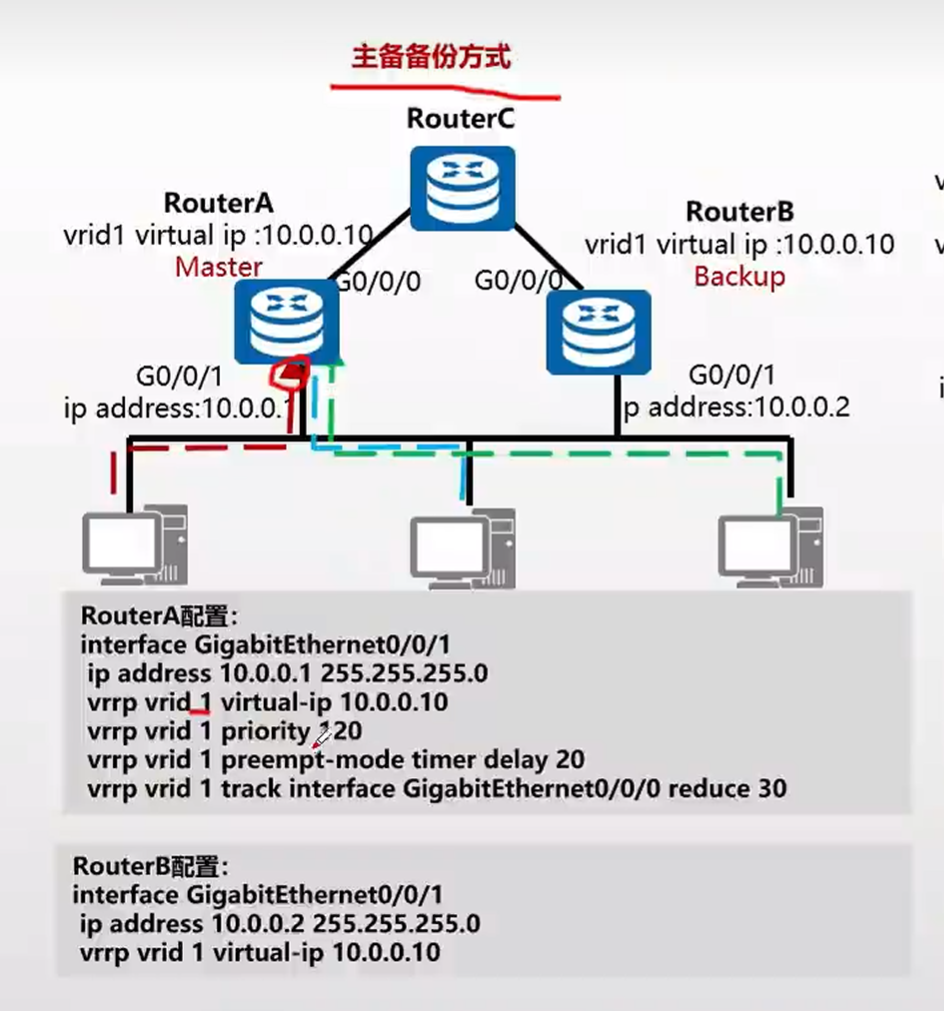 主备备份方式
RouterC
RouterA
vrid1 virtual ip :10.0.0.10
Master
RouterB
vrid1 virtual ip :10.0.0.10
Backup
G0/0/0
G0/0/0
G0/0/1
ip address:10.0.0.1
G0/0/1
p address:10.0.0.2
RouterA配置：
interface GigabitEthernet0/0/1
ip address 10.0.0.1 255.255.255.0
vrrp vrid 1 virtual-ip 10.0.0.10
vrrp vrid 1 priority 120
vrrp vrid 1 preempt-mode timer delay 20
vrrp vrid 1 track interface GigabitEthernet0/0/0 reduce 30
RouterB配置：
interface GigabitEthernet0/0/1
ip address 10.0.0.2 255.255.255.0
vrrp vrid 1 virtual-ip 10.0.0.10